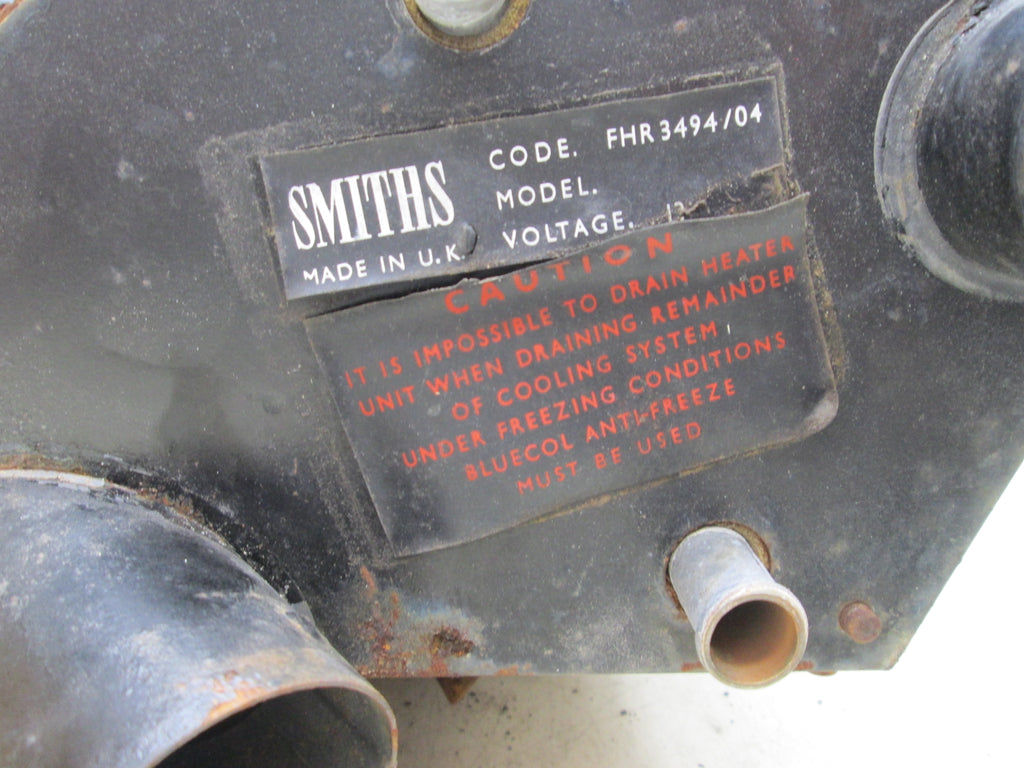 SMITHS
MADE IN U.K.
CODE. FHR 3494/04
MODEL.
VOLTAGE. 12
CAUTION
IT IS IMPOSSIBLE TO DRAIN HEATER
UNIT WHEN DRAINING REMAINDER
OF COOLING SYSTEM,
UNDER FREEZING CONDITIONS
BLUECOL ANTI-FREEZE
MUST BE USED